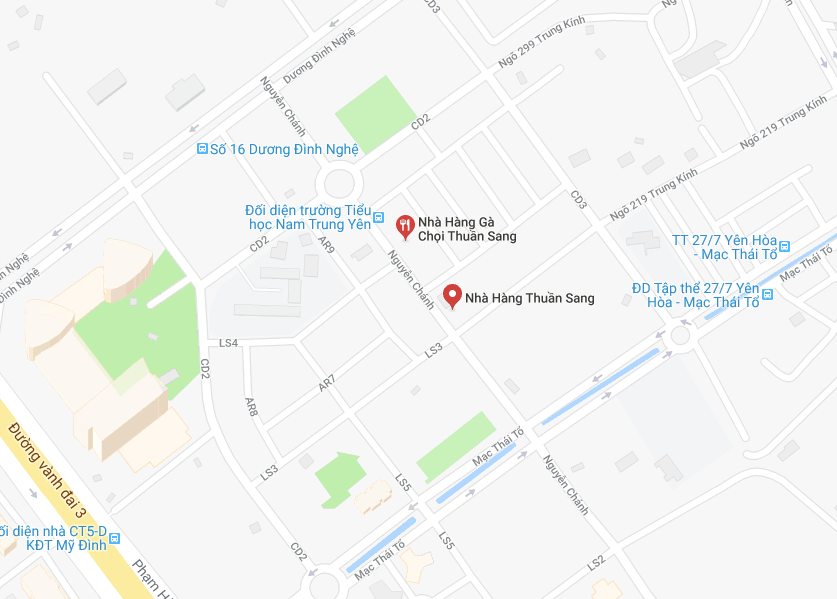 CD3
Dương Đình Nghệ
Ngõ 299 Trung Kính
Nguyễn Chánh
CD2
Ngõ 219 Trung Kính
Số 16 Dương Đình Nghệ
CD3
Ngõ 219 Trung Kính
Đối diện trường Tiểu
học Nam Trung Yên
Nhà Hàng Gà
Chọi Thuần Sang
CD2
AR9
TT 27/7 Yên Hòa
- Mạc Thái Tổ
Mạc Thái Tổ
Nguyễn Chánh
ĐD Tập thể 27/7 Yên
Hòa - Mạc Thái Tổ
Nhà Hàng Thuần Sang
Đình Nghệ
LS4
LS3
CD2
AR7
AR8
Đường vành đai 3
Mạc Thái Tổ
LS3
Nguyễn Chánh
LS5
ối diện nhà CT5-D
KĐT Mỹ Đình
LS5
CD2
Mạc Thái Tổ
LS2